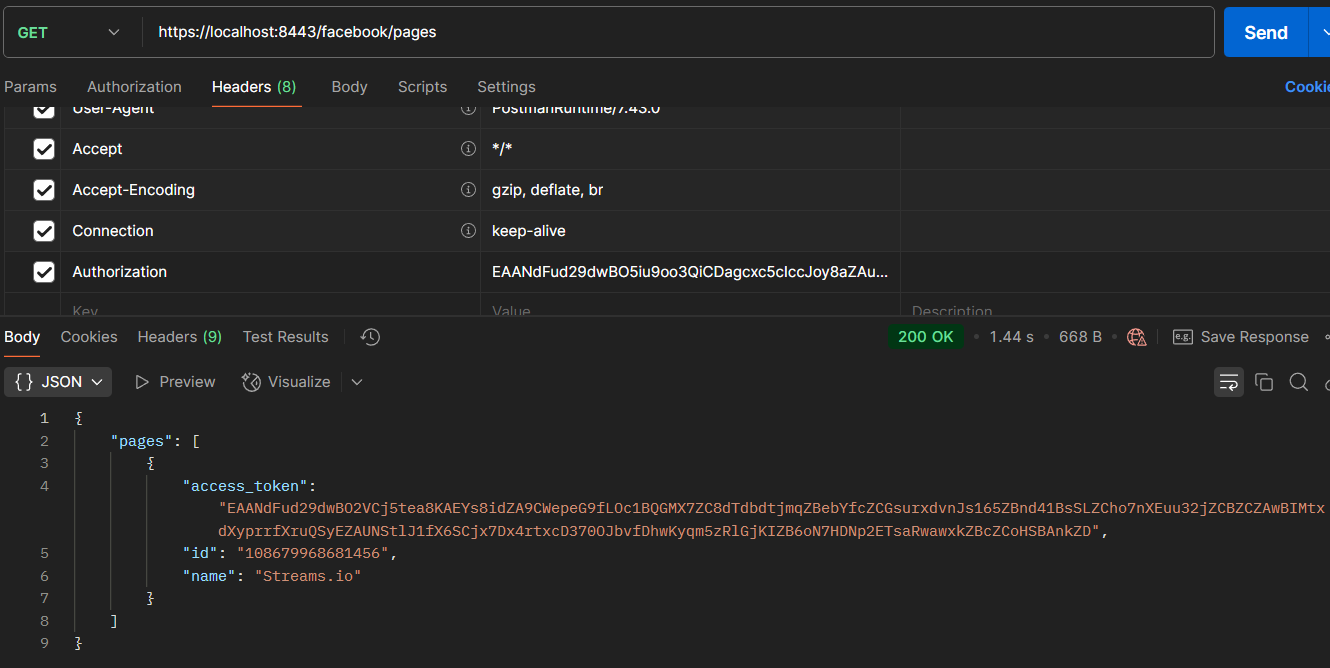 GET https://localhost:8443/facebook/pages Send
Params Authorization Headers (8) Body Scripts Settings Cookie
User-Agent PostmanRuntime/7.43.0
Accept */*
Accept-Encoding gzip, deflate, br
Connection keep-alive
Authorization EAANdFud29dwBO5iu9oo3QiCDagcxc5cIccJoy8aZAu...
Key Value Description
Body Cookies Headers (9) Test Results 200 OK • 1.44 s • 668 B • e.g. Save Response
{} JSON Preview Visualize
1 {
2 "pages": [
3 {
4 "access_token":
"EAANdFud29dwBO2VCj5tea8KAEYs8idZA9CWepeG9fLOc1BQGMX7ZC8dTdbdtjmqZBebYfcZCGsurxdvnJs165ZBnd41BsSLZCho7nXEuu32jZCBZCZAwBIMtx
dXyprrfXruQSyEZAUNStlJ1fX6SCjx7Dx4rtxcD370OJbvfDhwKyqm5zRlGjKIZB6oN7HDNp2ETsaRwawxkZBcZCoHSBAnkZD",
5 "id": "108679968681456",
6 "name": "Streams.io"
7 }
8 ]
9 }